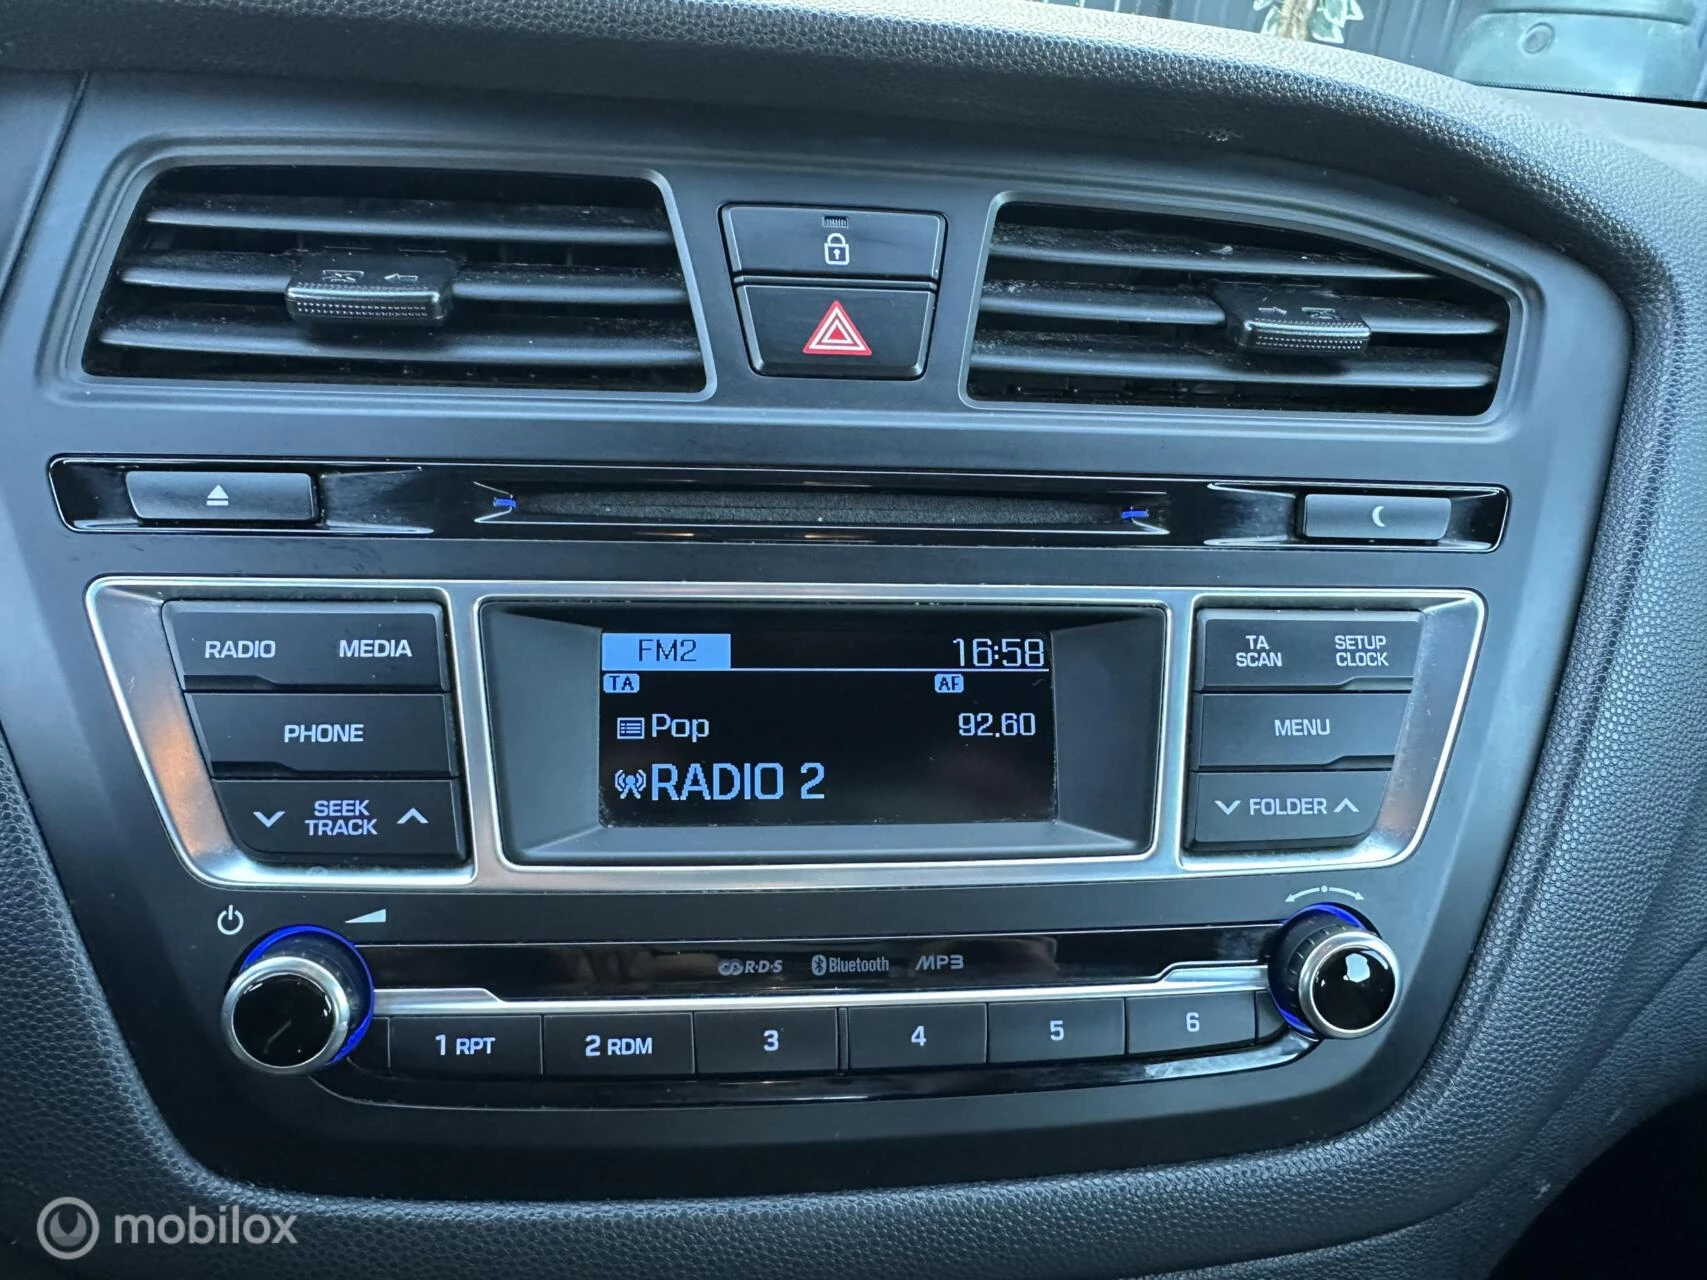 RADIO MEDIA
PHONE
SEEK
TRACK
FM2 16:58
TA AF
Pop 92.60
RADIO 2
TA
SCAN
SETUP
CLOCK
MENU
FOLDER
R·D·S Bluetooth MP3
1 RPT 2 RDM 3 4 5 6
mobilox